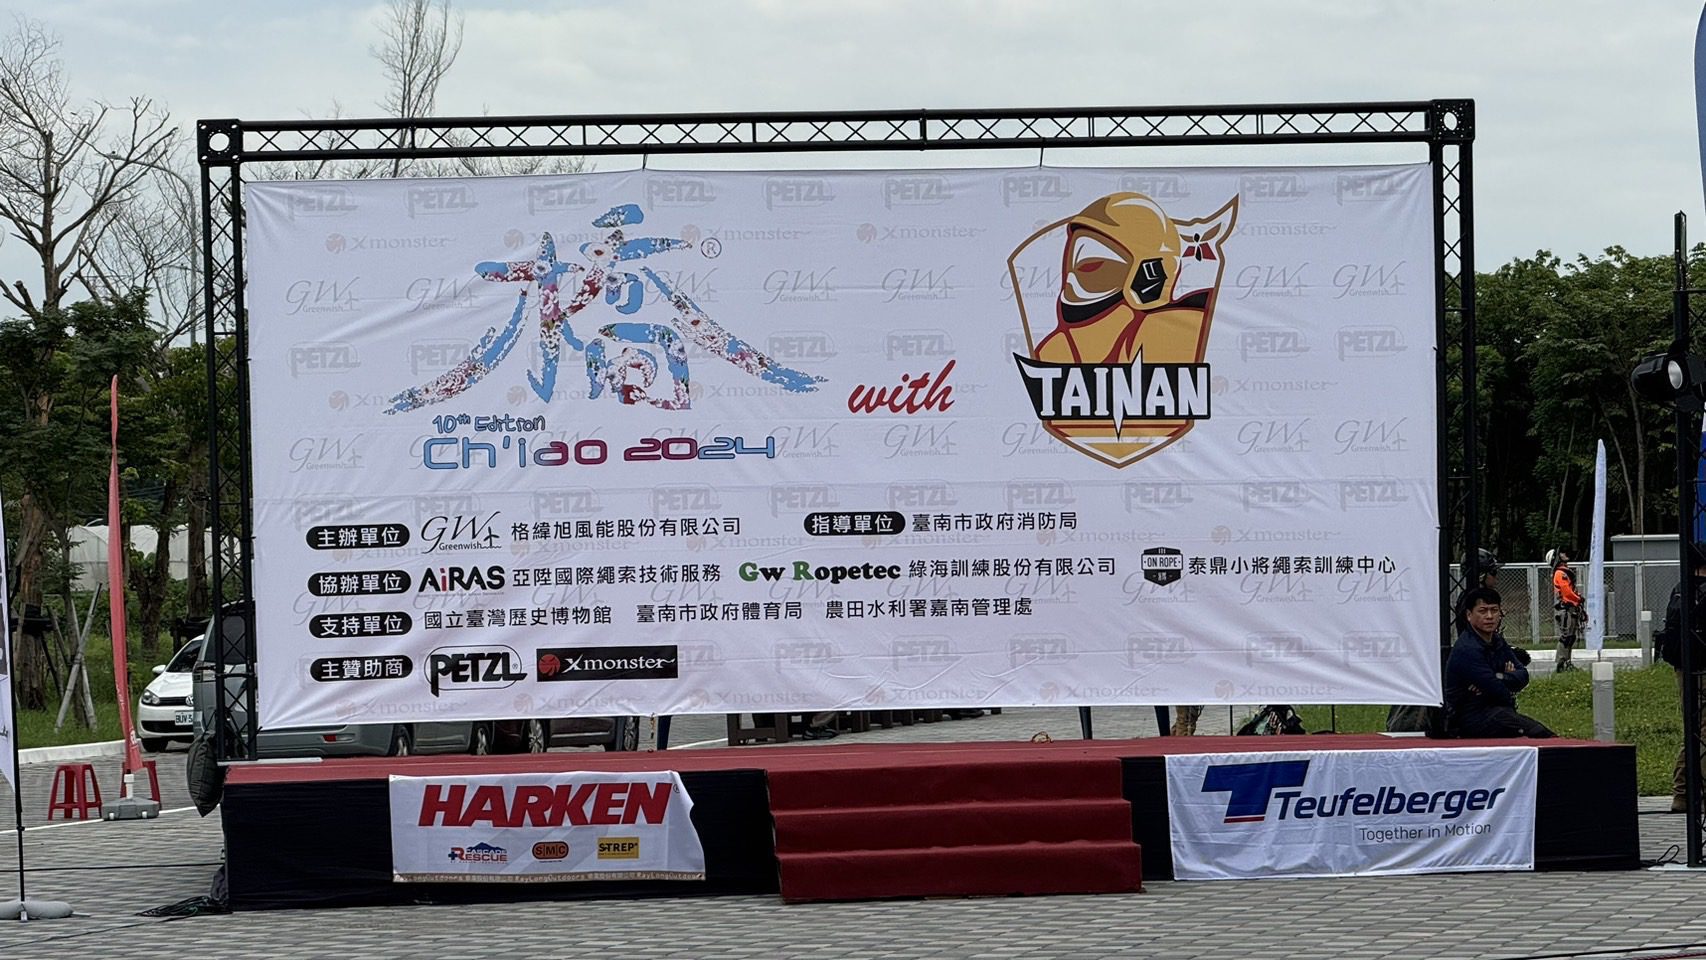 橋®
10th Edition
Ch'iao 2024
with
TAINAN
主辦單位 GW Greenwish 格緯旭風能股份有限公司 指導單位 臺南市政府消防局
協辦單位 AiRAS 亞陞國際繩索技術服務 Gw Ropetec 綠海訓練股份有限公司 ON ROPE 泰鼎小將繩索訓練中心
支持單位 國立臺灣歷史博物館 臺南市政府體育局 農田水利署嘉南管理處
主贊助商 PETZL® Xmonster
HARKEN
CASCADE RESCUE SMC STREP
RayLongOutdoors
Teufelberger
Together in Motion